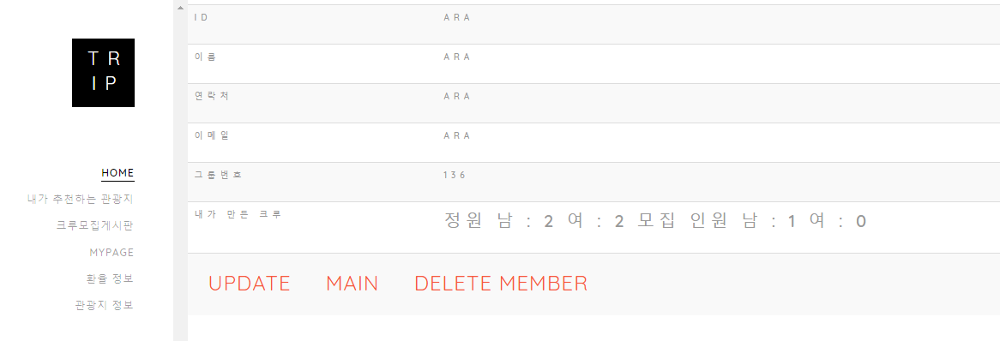 TR
IP
HOME
내가 추천하는 관광지
크루모집게시판
MYPAGE
환율 정보
관광지 정보
ID ARA
이름 ARA
연락처 ARA
이메일 ARA
그룹번호 136
내가 만든 크루 정원 남 : 2 여 : 2 모집 인원 남 : 1 여 : 0
UPDATE MAIN DELETE MEMBER